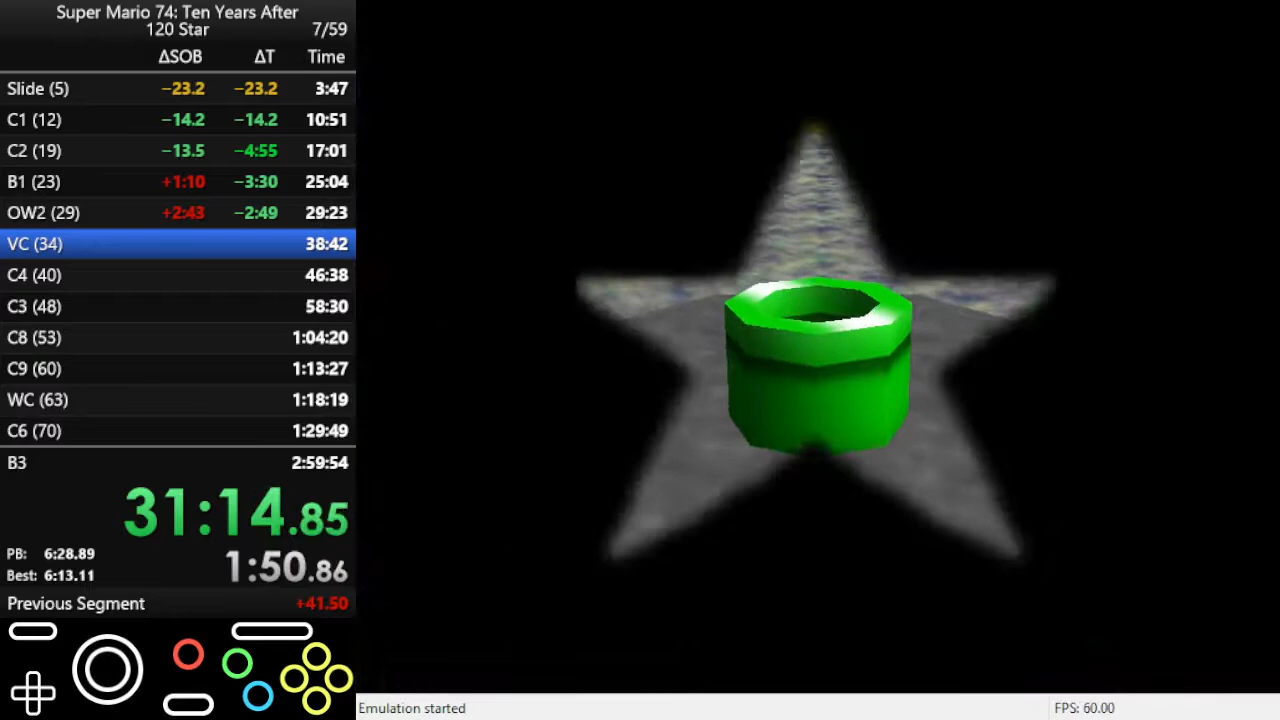 Super Mario 74: Ten Years After
120 Star 7/59
ΔSOB ΔT Time
Slide (5) −23.2 −23.2 3:47
C1 (12) −14.2 −14.2 10:51
C2 (19) −13.5 −4:55 17:01
B1 (23) +1:10 −3:30 25:04
OW2 (29) +2:43 −2:49 29:23
VC (34) 38:42
C4 (40) 46:38
C3 (48) 58:30
C8 (53) 1:04:20
C9 (60) 1:13:27
WC (63) 1:18:19
C6 (70) 1:29:49
B3 2:59:54
31:14.85
PB: 6:28.89
Best: 6:13.11
1:50.86
Previous Segment +41.50
Emulation started FPS: 60.00